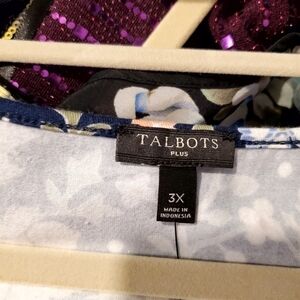 TALBOTS
PLUS
3X
MADE IN
INDONESIA